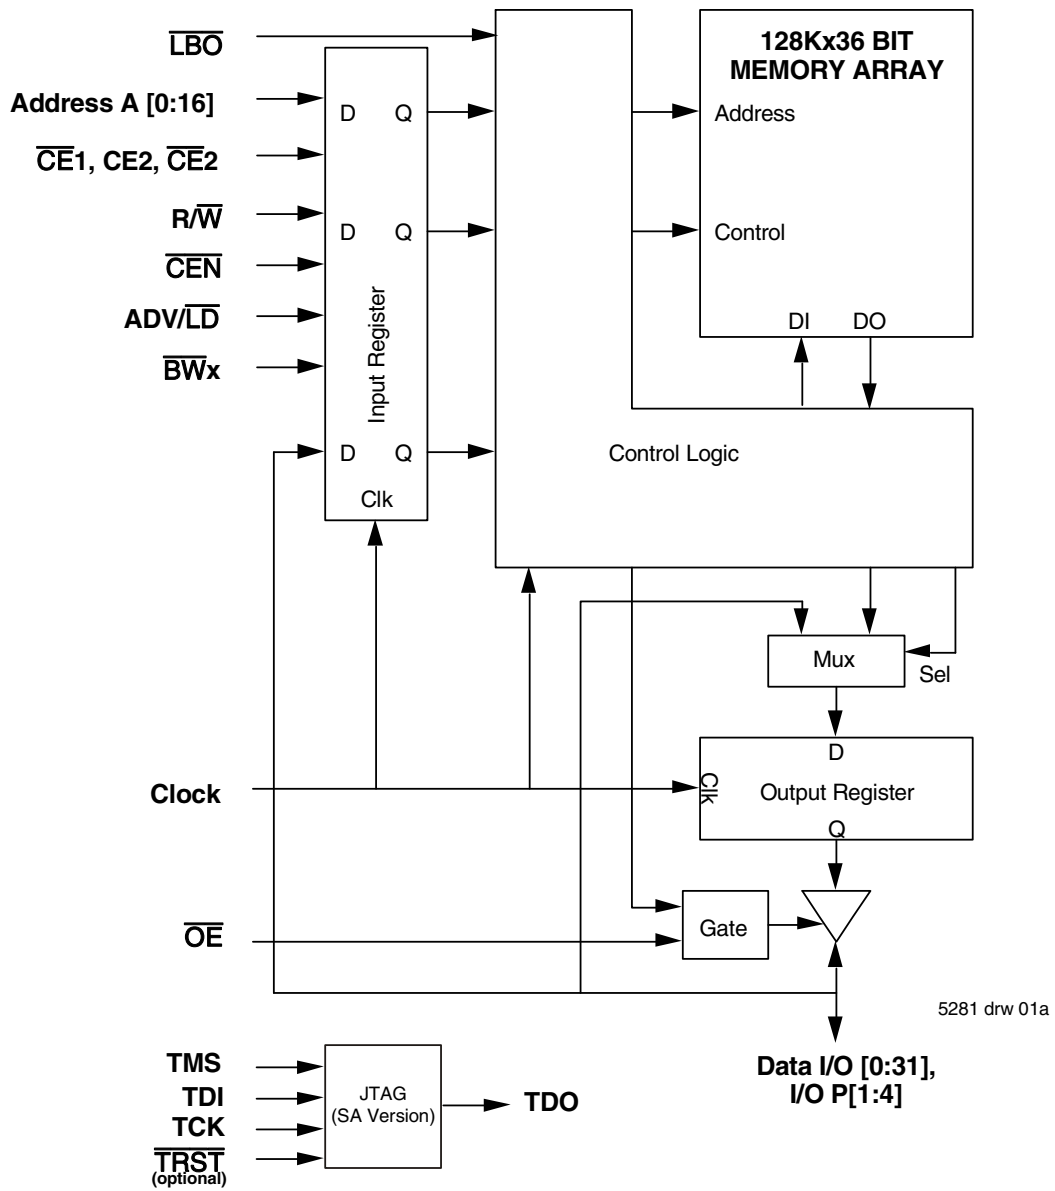 LBO
128Kx36 BIT
MEMORY ARRAY
Address A [0:16]
D Q
Address
CE1, CE2, CE2
R/W
D Q
Control
CEN
ADV/LD
Input Register
DI DO
BWx
D Q
Control Logic
Clk
Mux
Sel
D
Clock
Clk
Output Register
Q
OE
Gate
5281 drw 01a
Data I/O [0:31],
I/O P[1:4]
TMS
TDI
TCK
TRST
(optional)
JTAG
(SA Version)
TDO